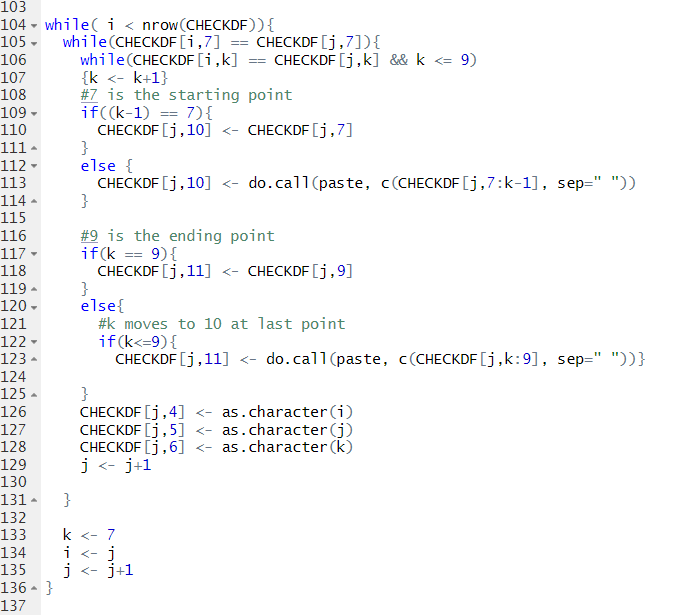 103
104 while( i < nrow(CHECKDF)){
105   while(CHECKDF[i,7] == CHECKDF[j,7]){
106     while(CHECKDF[i,k] == CHECKDF[j,k] && k <= 9)
107     {k <- k+1}
108     #7 is the starting point
109     if((k-1) == 7){
110       CHECKDF[j,10] <- CHECKDF[j,7]
111     }
112     else {
113       CHECKDF[j,10] <- do.call(paste, c(CHECKDF[j,7:k-1], sep=" "))
114     }
115
116     #9 is the ending point
117     if(k == 9){
118       CHECKDF[j,11] <- CHECKDF[j,9]
119     }
120     else{
121       #k moves to 10 at last point
122       if(k<=9){
123         CHECKDF[j,11] <- do.call(paste, c(CHECKDF[j,k:9], sep=" "))}
124
125     }
126     CHECKDF[j,4] <- as.character(i)
127     CHECKDF[j,5] <- as.character(j)
128     CHECKDF[j,6] <- as.character(k)
129     j <- j+1
130
131   }
132
133   k <- 7
134   i <- j
135   j <- j+1
136 }
137